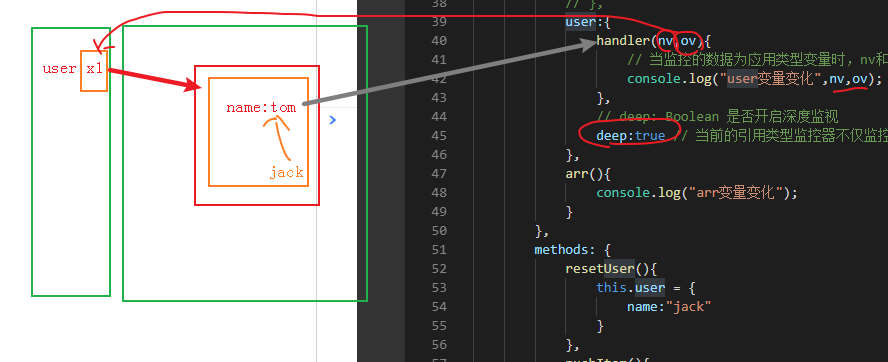 user x1
name:tom
jack
38 // },
39 user:{
40 handler(nv,ov){
41 // 当监控的数据为应用类型变量时，nv和
42 console.log("user变量变化",nv,ov);
43 },
44 // deep: Boolean 是否开启深度监视
45 deep:true // 当前的引用类型监控器不仅监控
46 },
47 arr(){
48 console.log("arr变量变化");
49 }
50 },
51 methods: {
52 resetUser(){
53 this.user = {
54 name:"jack"
55 }
56 },
57 pushItem(){